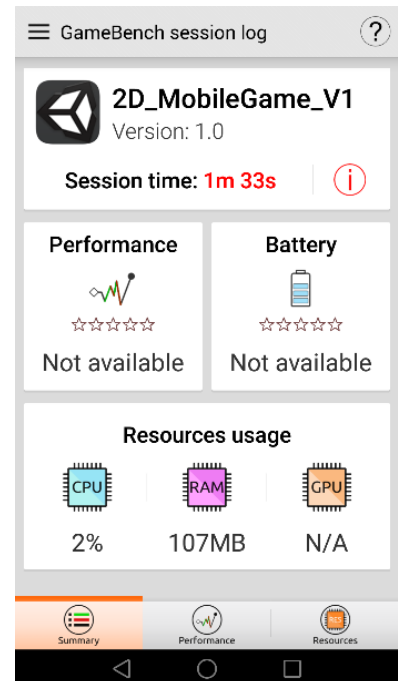 GameBench session log
?
2D_MobileGame_V1
Version: 1.0
Session time: 1m 33s
i
Performance
Not available
Battery
Not available
Resources usage
CPU RAM GPU
2% 107MB N/A
Summary Performance RES Resources